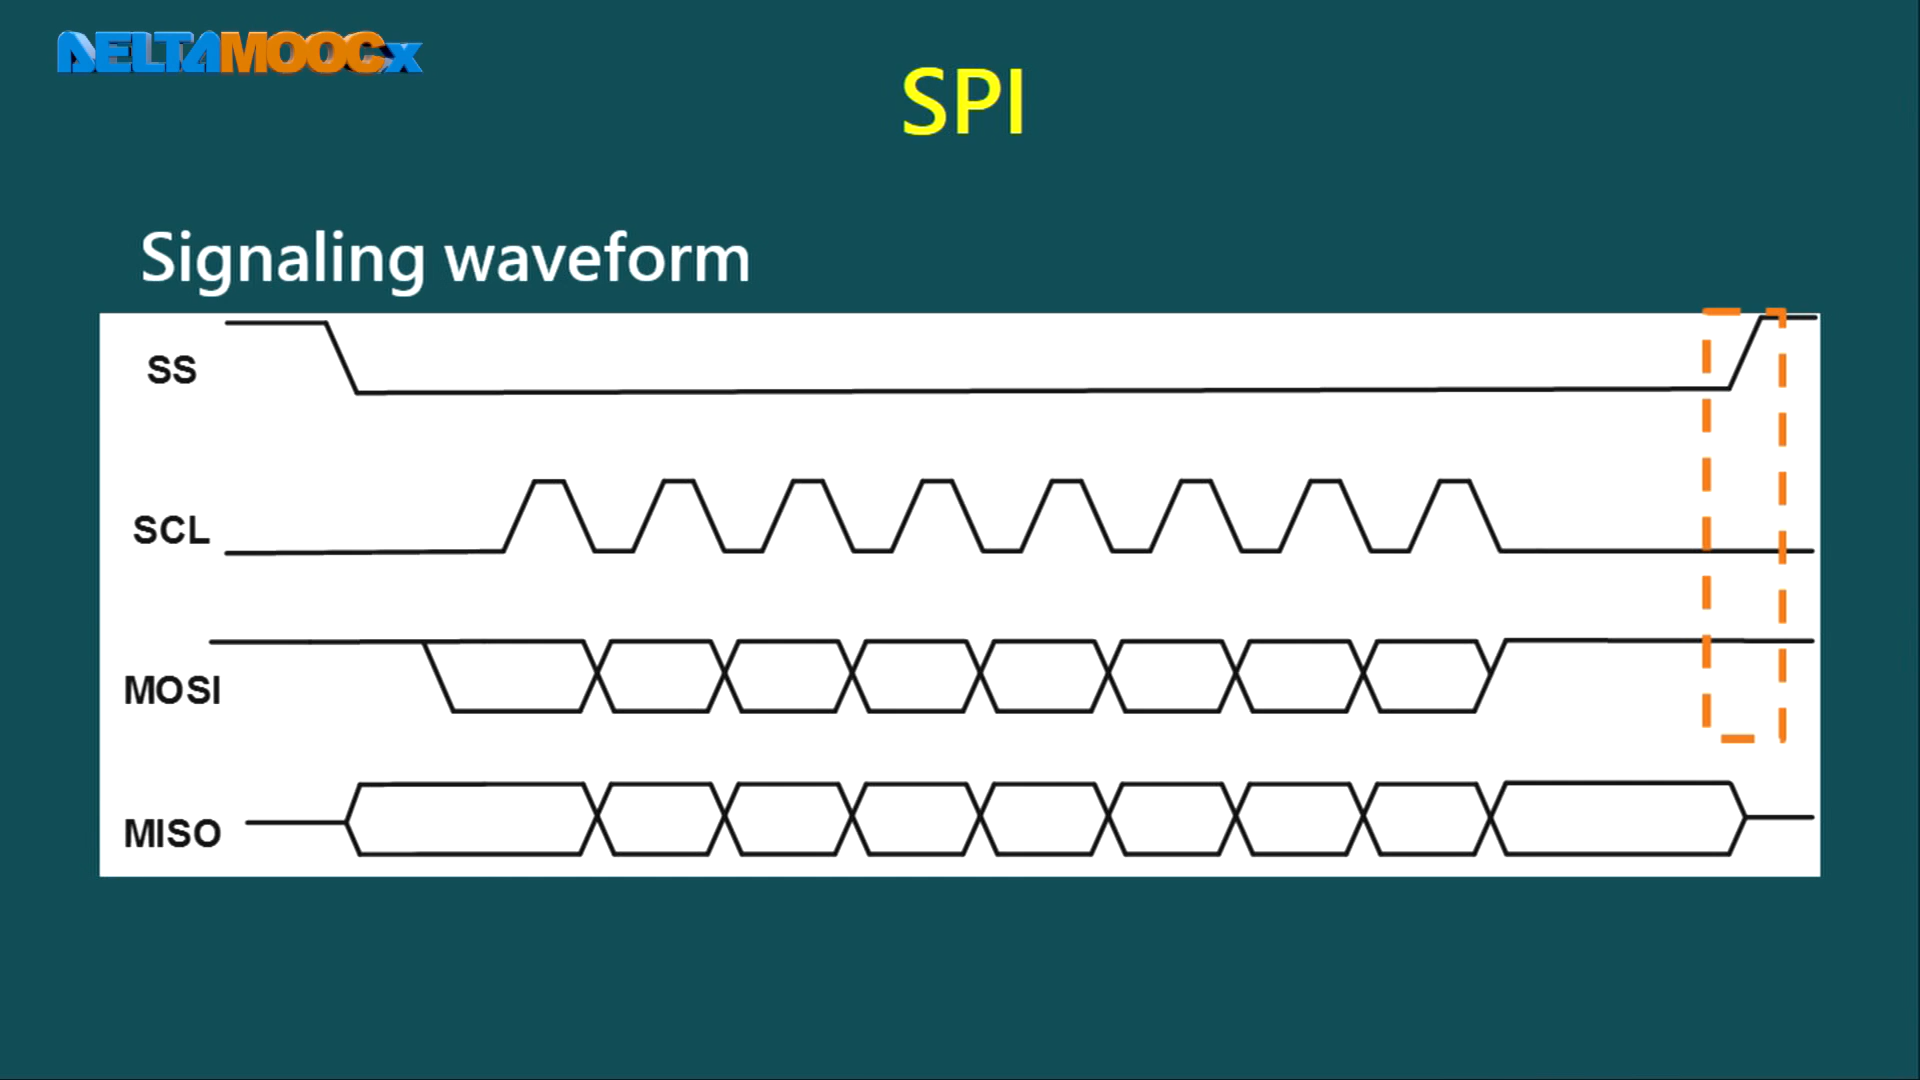 DELTAMOOCx
SPI
Signaling waveform
SS
SCL
MOSI
MISO